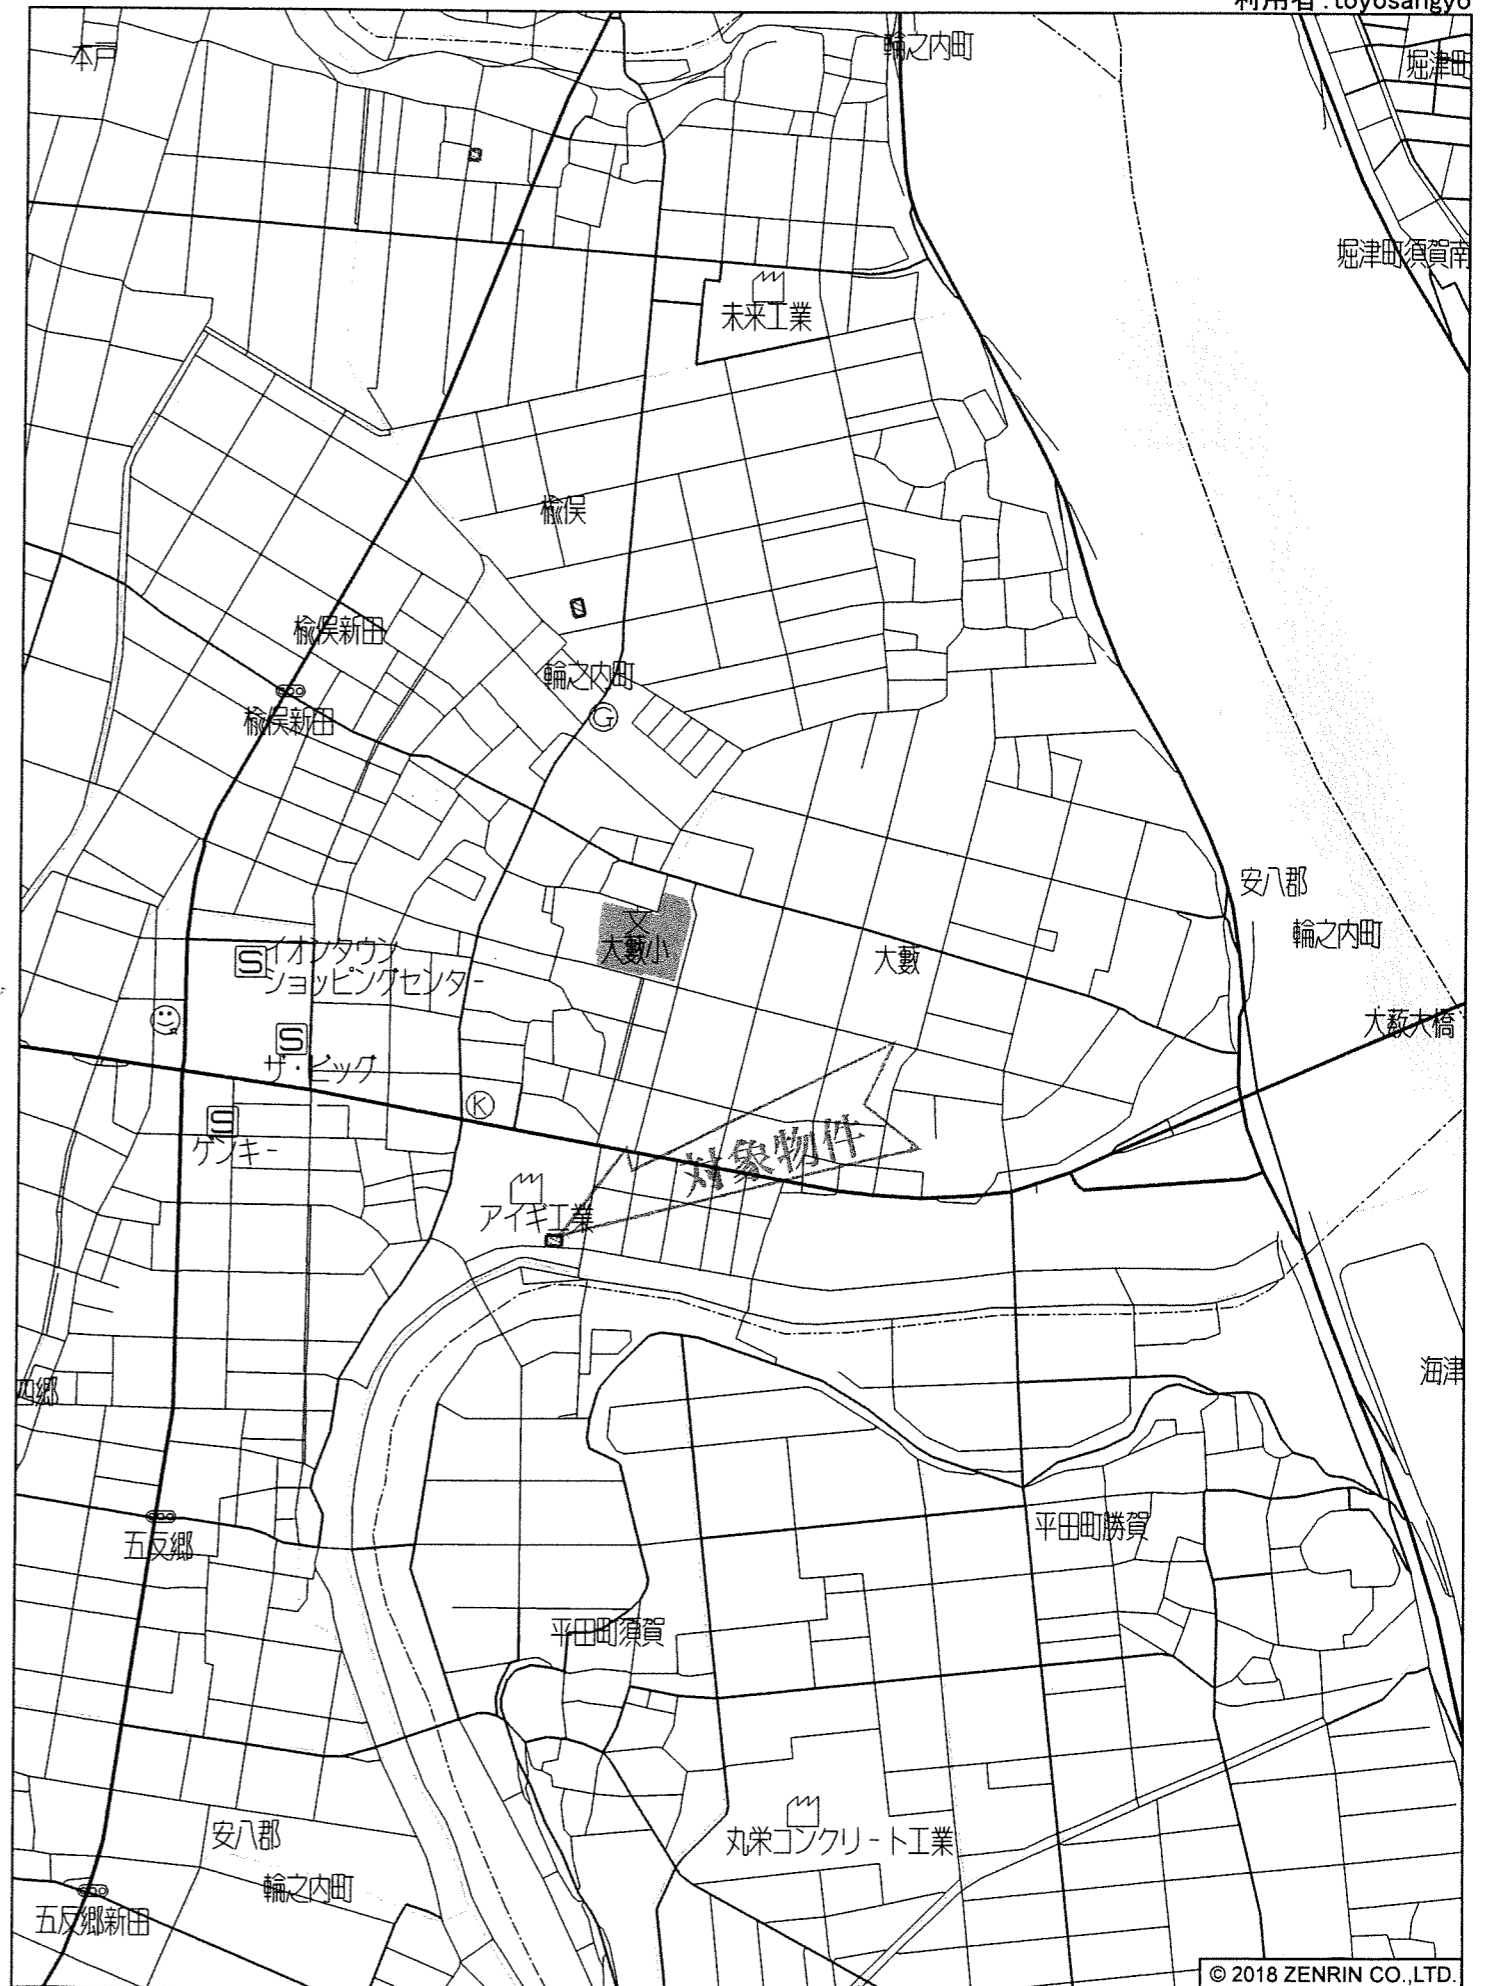 利用者:toyosangyo
本戸
輪之内町
堀津町
堀津町須賀南
未来工業
楡俣
楡俣新田
輪之内町
G
楡俣新田
安八郡
文
大藪小
輪之内町
S イオンタウン
ショッピングセンター
大藪
大薮大橋
S
ザ・ビッグ
K
S
ゲンキー
対象物件
アイギ工業
海津
四郷
平田町勝賀
五反郷
平田町須賀
安八郡
丸栄コンクリート工業
輪之内町
五反郷新田
© 2018 ZENRIN CO.,LTD.